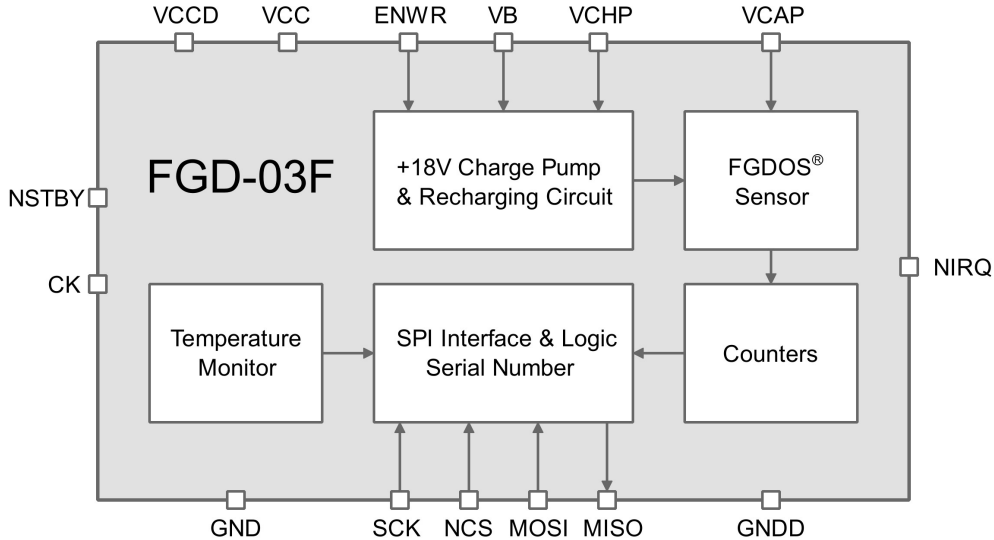 VCCD VCC ENWR VB VCHP VCAP
FGD-03F
+18V Charge Pump
& Recharging Circuit
FGDOS®
Sensor
NSTBY
CK
NIRQ
Temperature
Monitor
SPI Interface & Logic
Serial Number
Counters
GND SCK NCS MOSI MISO GNDD